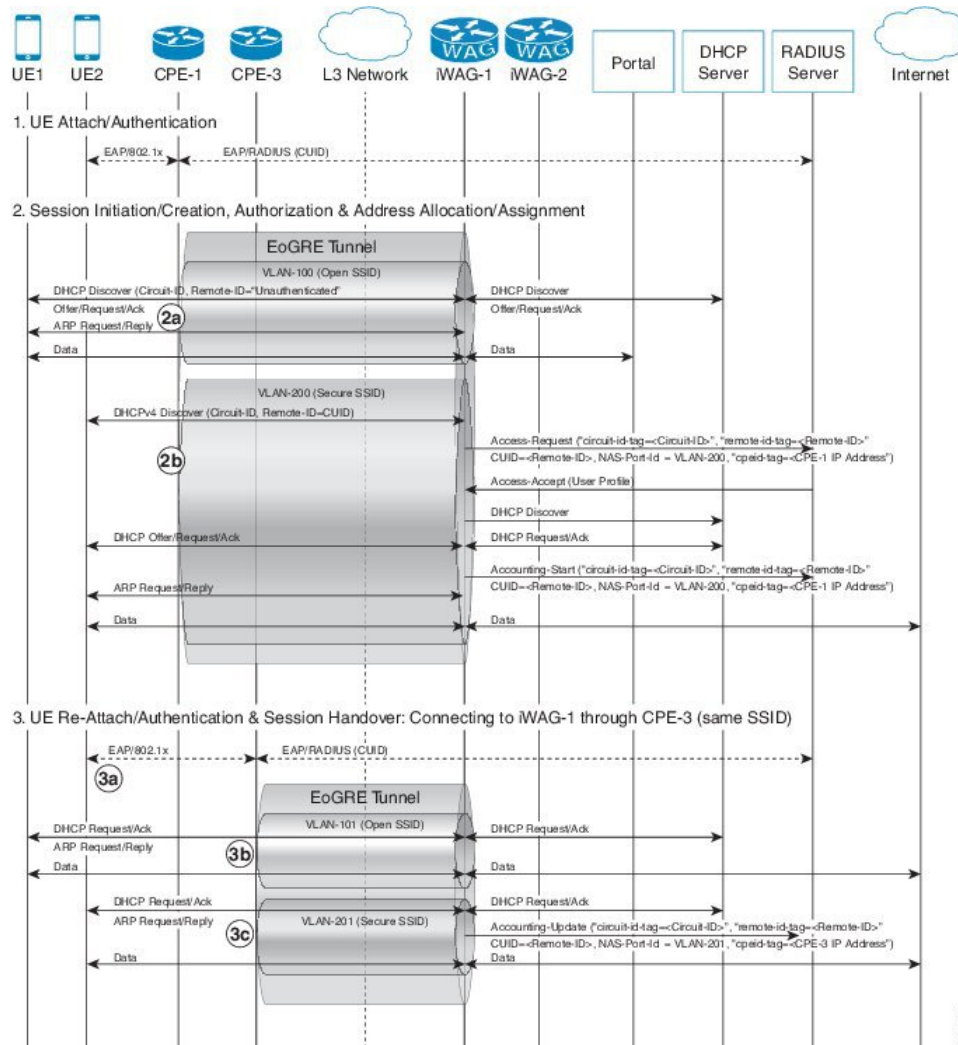 UE1
UE2
CPE-1
CPE-3
L3 Network
WAG
iWAG-1
WAG
iWAG-2
Portal
DHCP
Server
RADIUS
Server
Internet
1. UE Attach/Authentication
EAP/802.1x
EAP/RADIUS (CUID)
2. Session Initiation/Creation, Authorization & Address Allocation/Assignment
EoGRE Tunnel
VLAN-100 (Open SSID)
DHCP Discover (Circuit-ID, Remote-ID="Unauthenticated"
DHCP Discover
Offer/Request/Ack
Offer/Request/Ack
2a
ARP Request/Reply
Data
Data
VLAN-200 (Secure SSID)
DHCPv4 Discover (Circuit-ID, Remote-ID=CUID)
2b
Access-Request ("circuit-id-tag=<Circuit-ID>", "remote-id-tag=<Remote-ID>"
CUID=<Remote-ID>, NAS-Port-Id = VLAN-200, "cpeid-tag=<CPE-1 IP Address")
Access-Accept (User Profile)
DHCP Discover
DHCP Offer/Request/Ack
DHCP Request/Ack
Accounting-Start ("circuit-id-tag=<Circuit-ID>", "remote-id-tag=<Remote-ID>"
CUID=<Remote-ID>, NAS-Port-Id = VLAN-200, "cpeid-tag=<CPE-1 IP Address")
ARP Request/Reply
Data
Data
3. UE Re-Attach/Authentication & Session Handover: Connecting to iWAG-1 through CPE-3 (same SSID)
EAP/802.1x
EAP/RADIUS (CUID)
3a
EoGRE Tunnel
VLAN-101 (Open SSID)
DHCP Request/Ack
DHCP Request/Ack
ARP Request/Reply
3b
Data
Data
DHCP Request/Ack
DHCP Request/Ack
ARP Request/Reply
VLAN-201 (Secure SSID)
3c
Accounting-Update ("circuit-id-tag=<Circuit-ID>", "remote-id-tag=<Remote-ID>"
CUID=<Remote-ID>, NAS-Port-Id = VLAN-201, "cpeid-tag=<CPE-3 IP Address")
Data
Data